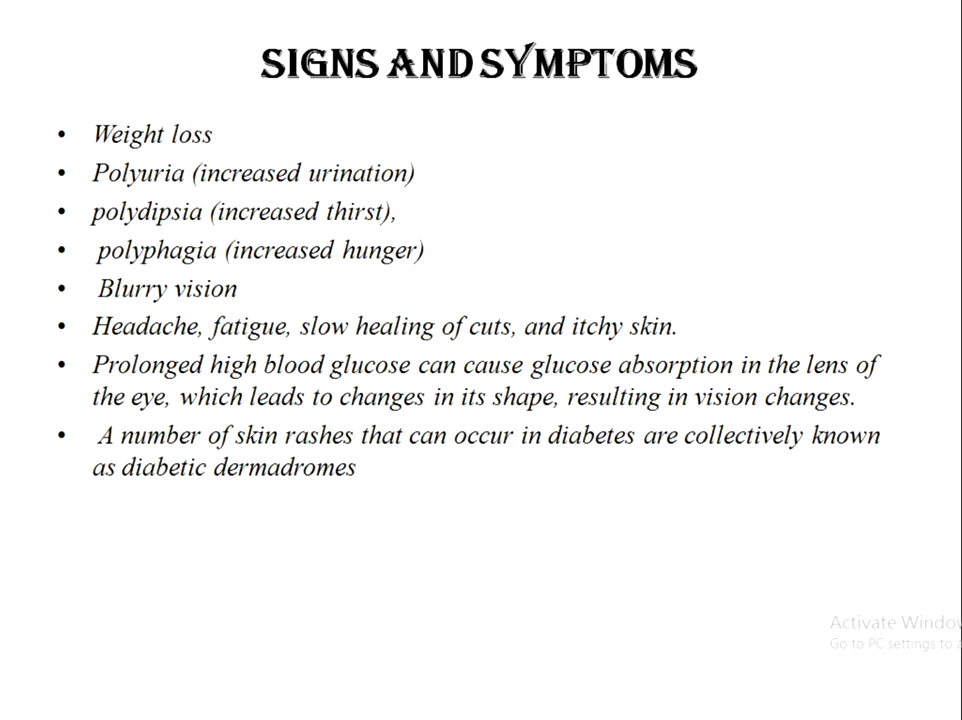 SIGNS AND SYMPTOMS
• Weight loss
• Polyuria (increased urination)
• polydipsia (increased thirst),
• polyphagia (increased hunger)
• Blurry vision
• Headache, fatigue, slow healing of cuts, and itchy skin.
• Prolonged high blood glucose can cause glucose absorption in the lens of
the eye, which leads to changes in its shape, resulting in vision changes.
• A number of skin rashes that can occur in diabetes are collectively known
as diabetic dermadromes
Activate Window
Go to PC settings to a